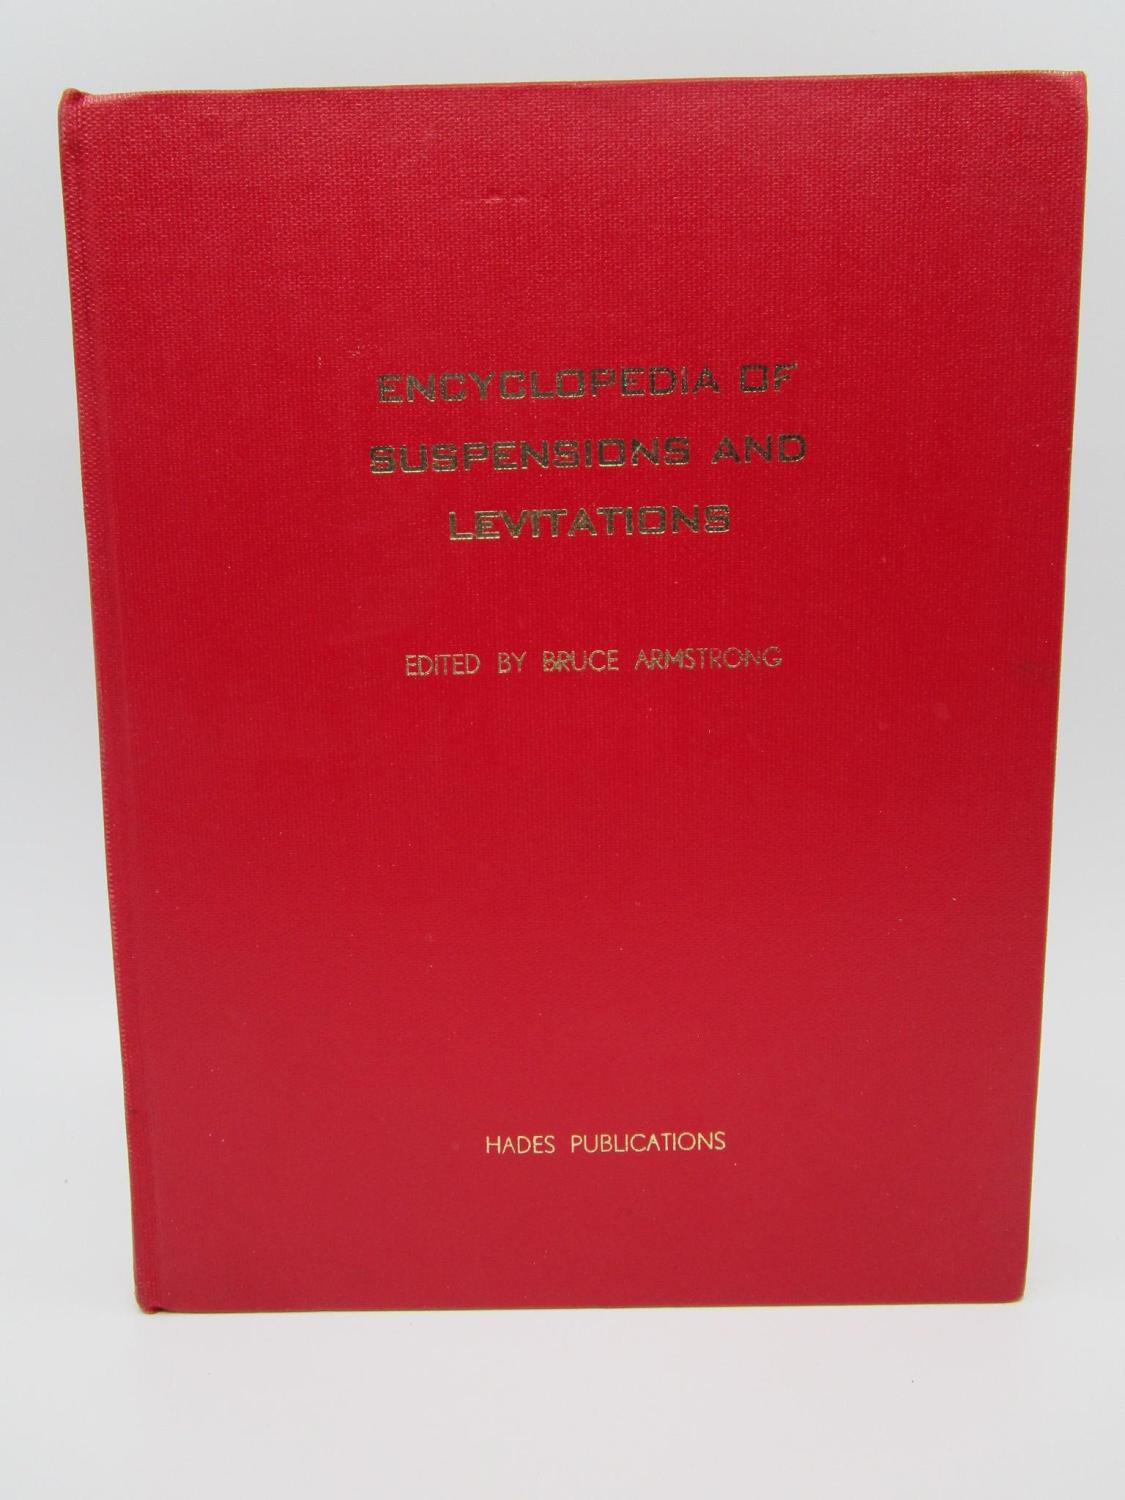 ENCYCLOPEDiA OF
SUSPENSIONS AND
LEVITATIONS
EDITED BY BRUCE ARMSTRONG
HADES PUBLICATIONS